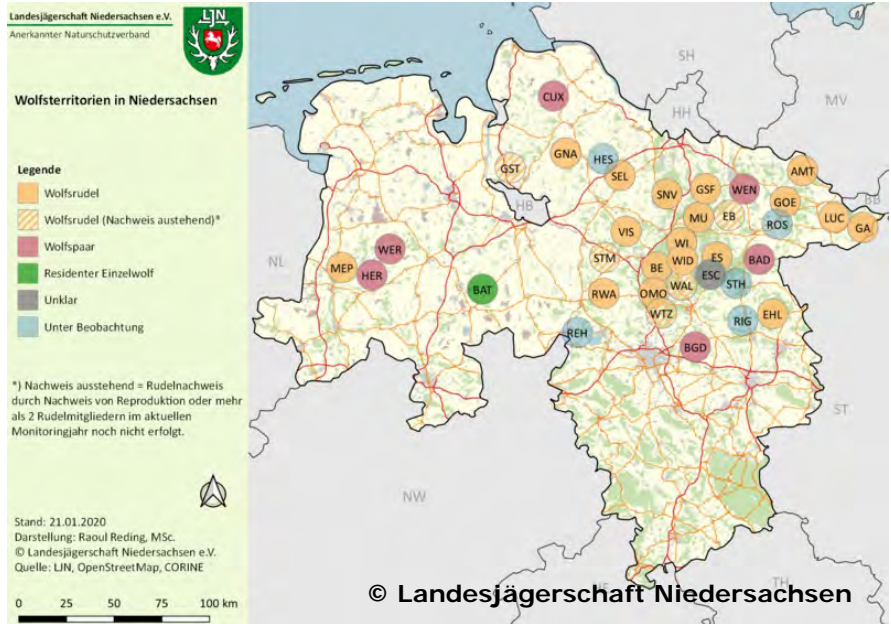 Landesjägerschaft Niedersachsen e.V.
Anerkannter Naturschutzverband
LJN
Wolfsterritorien in Niedersachsen
Legende
Wolfsrudel
Wolfsrudel (Nachweis austehend)*
Wolfspaar
Residenter Einzelwolf
Unklar
Unter Beobachtung
*) Nachweis ausstehend = Rudelnachweis
durch Nachweis von Reproduktion oder mehr
als 2 Rudelmitgliedern im aktuellen
Monitoringjahr noch nicht erfolgt.
Stand: 21.01.2020
Darstellung: Raoul Reding, MSc.
© Landesjägerschaft Niedersachsen e.V.
Quelle: LJN, OpenStreetMap, CORINE
0 25 50 75 100 km
SH
CUX
MV
HH
GNA
HES
GST
SEL
AMT
SNV
GSF
WEN
HB
GOE
BB
MU
EB
LUC
ROS
GA
VIS
WI
WER
NL
STM
WID
ES
BAD
MEP
BE
HER
ESC
STH
BAT
WAL
RWA
OMO
WTZ
EHL
RIG
REH
BGD
ST
NW
HE
TH
© Landesjägerschaft Niedersachsen